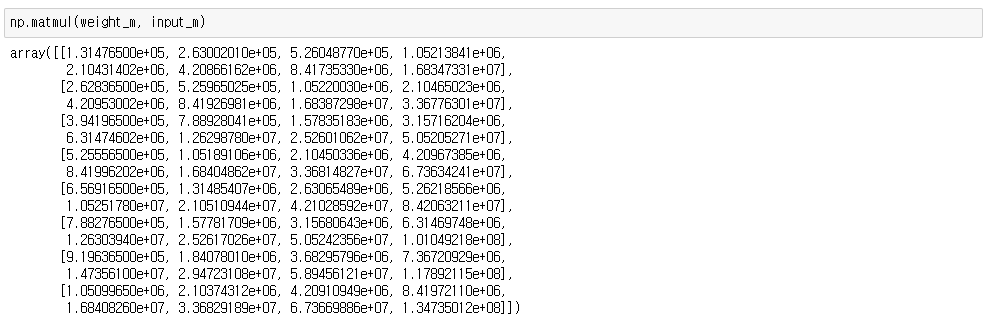 np.matmul(weight_m, input_m)
array([[1.31476500e+05, 2.63002010e+05, 5.26048770e+05, 1.05213841e+06,
2.10431402e+06, 4.20866162e+06, 8.41735330e+06, 1.68347331e+07],
[2.62836500e+05, 5.25965010e+05, 1.05220030e+06, 2.10465023e+06,
4.20953002e+06, 8.41926981e+06, 1.68387298e+07, 3.36776301e+07],
[3.94196500e+05, 7.88928041e+05, 1.57835183e+06, 3.15716204e+06,
6.31474602e+06, 1.26298780e+07, 2.52601062e+07, 5.05205271e+07],
[5.25556500e+05, 1.05189106e+06, 2.10450336e+06, 4.20967385e+06,
8.41996202e+06, 1.68404862e+07, 3.36814827e+07, 6.73634241e+07],
[6.56916500e+05, 1.31485407e+06, 2.63065489e+06, 5.26218566e+06,
1.05251780e+07, 2.10510944e+07, 4.21028592e+07, 8.42063211e+07],
[7.88276500e+05, 1.57781709e+06, 3.15680643e+06, 6.31469748e+06,
1.26303940e+07, 2.52617026e+07, 5.05242356e+07, 1.01049218e+08],
[9.19636500e+05, 1.84078010e+06, 3.68295796e+06, 7.36720929e+06,
1.47356100e+07, 2.94723108e+07, 5.89456121e+07, 1.17892115e+08],
[1.05099650e+06, 2.10374312e+06, 4.20910949e+06, 8.41972110e+06,
1.68408260e+07, 3.36829189e+07, 6.73669886e+07, 1.34735012e+08]])